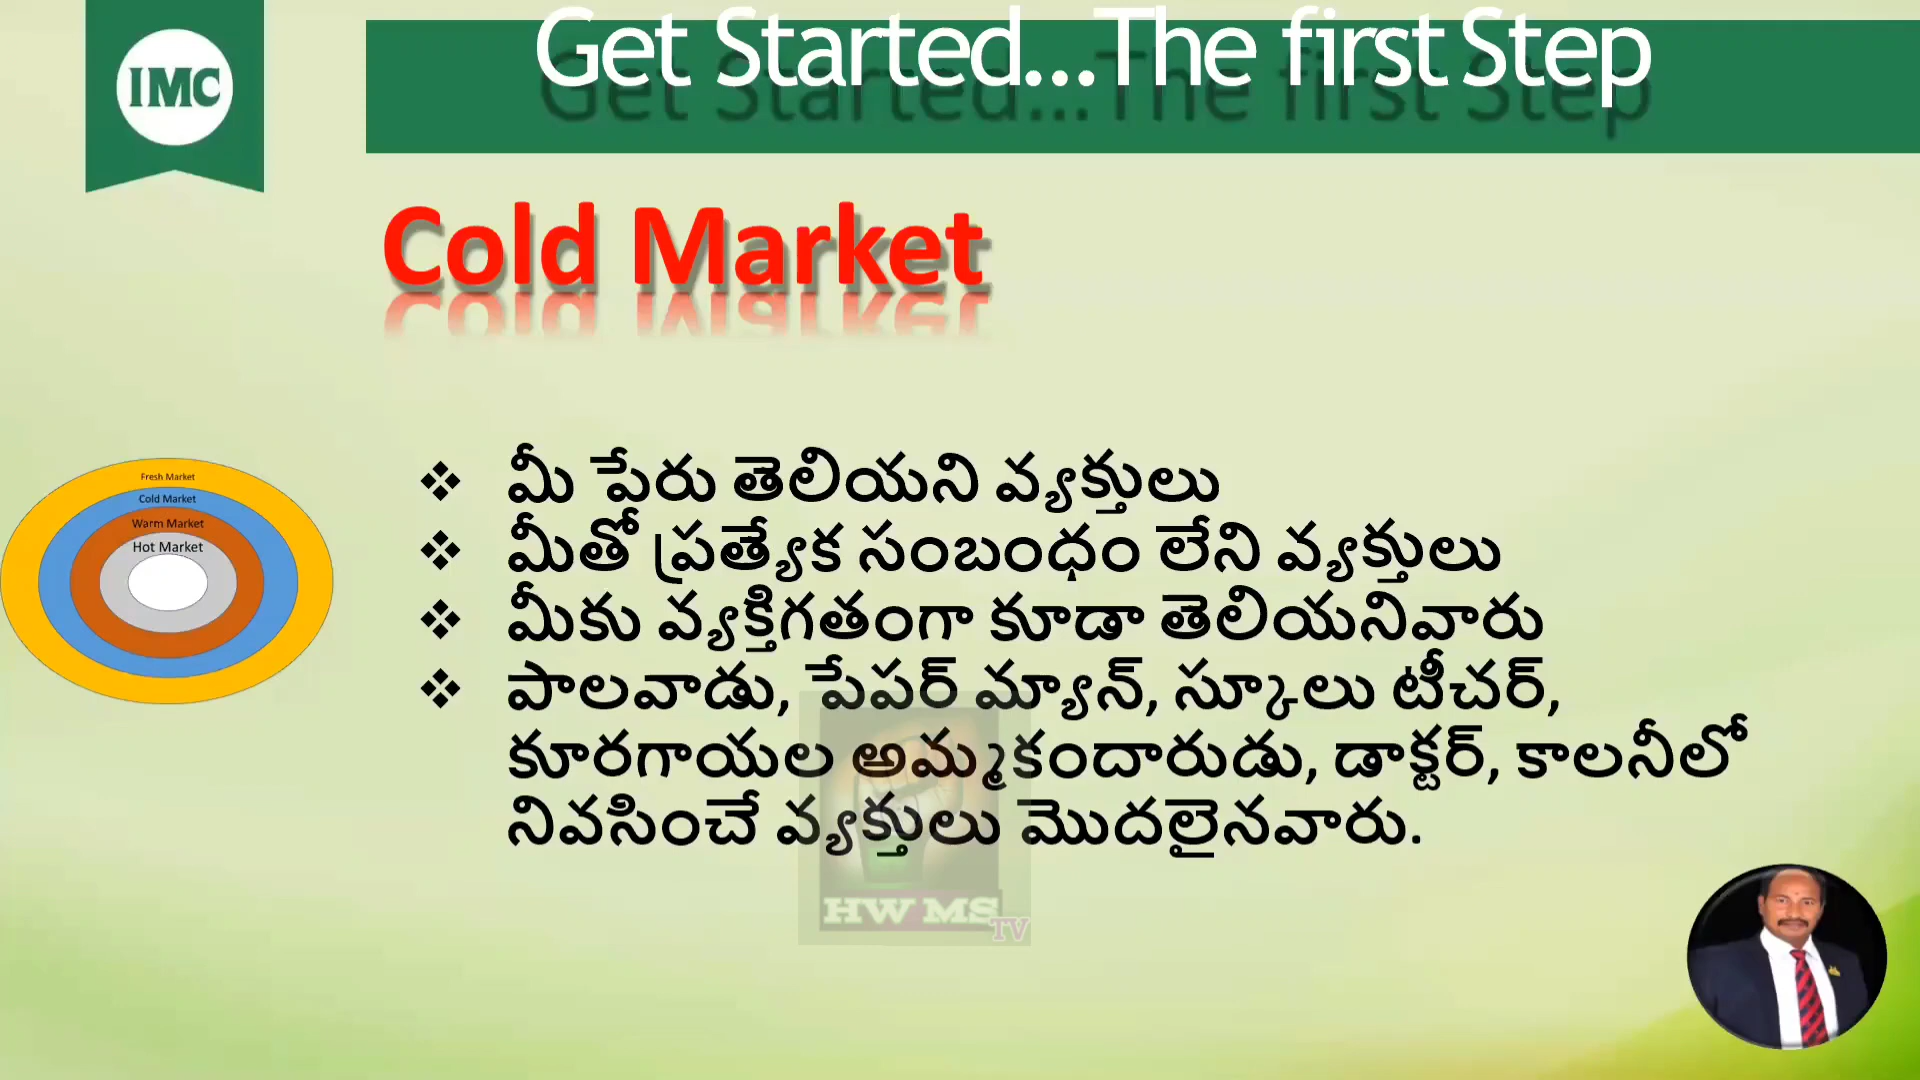 IMC
Get Started...The first Step
Cold Market
Fresh Market
Cold Market
Warm Market
Hot Market
మీ పేరు తెలియని వ్యక్తులు
మీతో ప్రత్యేక సంబంధం లేని వ్యక్తులు
మీకు వ్యక్తిగతంగా కూడా తెలియనివారు
పాలవాడు, పేపర్ మ్యాన్, స్కూలు టీచర్,
కూరగాయల అమ్మకందారుడు, డాక్టర్, కాలనీలో
నివసించే వ్యక్తులు మొదలైనవారు.
HW MS
TV